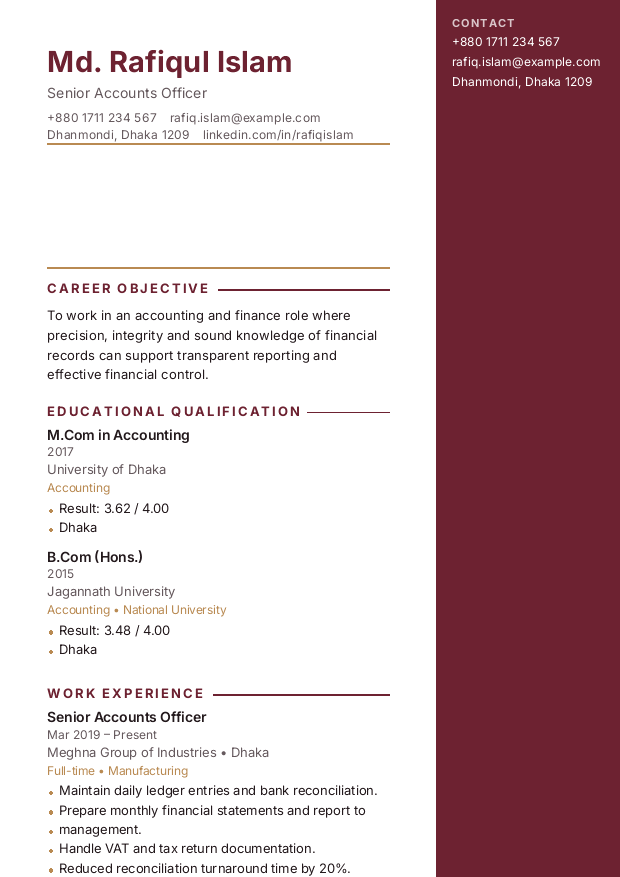 Md. Rafiqul Islam
Senior Accounts Officer
+880 1711 234 567 rafiq.islam@example.com
Dhanmondi, Dhaka 1209 linkedin.com/in/rafiqislam
CAREER OBJECTIVE
To work in an accounting and finance role where
precision, integrity and sound knowledge of financial
records can support transparent reporting and
effective financial control.
EDUCATIONAL QUALIFICATION
M.Com in Accounting
2017
University of Dhaka
Accounting
• Result: 3.62 / 4.00
• Dhaka
B.Com (Hons.)
2015
Jagannath University
Accounting • National University
• Result: 3.48 / 4.00
• Dhaka
WORK EXPERIENCE
Senior Accounts Officer
Mar 2019 – Present
Meghna Group of Industries • Dhaka
Full-time • Manufacturing
• Maintain daily ledger entries and bank reconciliation.
• Prepare monthly financial statements and report to
• management.
• Handle VAT and tax return documentation.
• Reduced reconciliation turnaround time by 20%.
CONTACT
+880 1711 234 567
rafiq.islam@example.com
Dhanmondi, Dhaka 1209